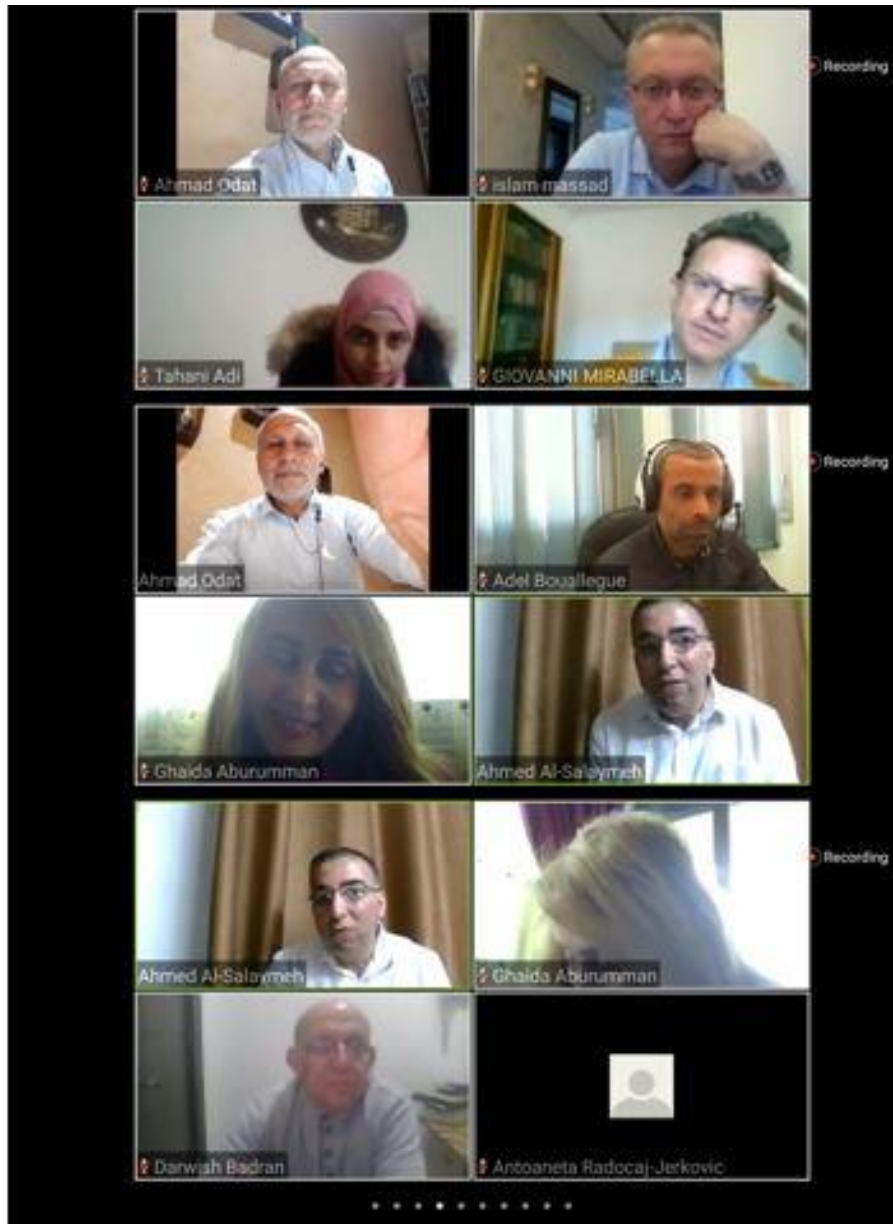 Ahmad Odat
islam massad
Recording
Tahani Adi
GIOVANNI MIRABELLA
Ahmad Odat
Adel Bouallegue
Recording
Ghaida Aburumman
Ahmed Al-Salaymeh
Ahmed Al-Salaymeh
Ghaida Aburumman
Recording
Darwish Badran
Antoaneta Radocaj-Jerkovic